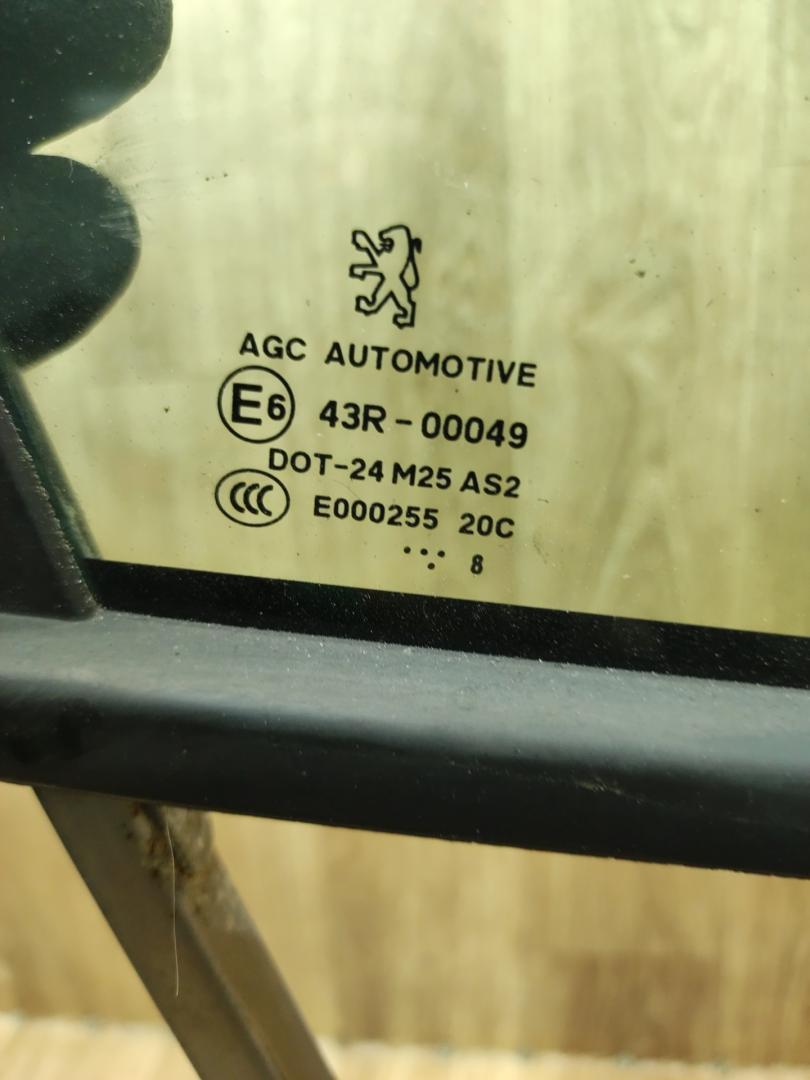 AGC AUTOMOTIVE
E6 43R-00049
DOT-24 M25 AS2
CCC E000255 20C
8